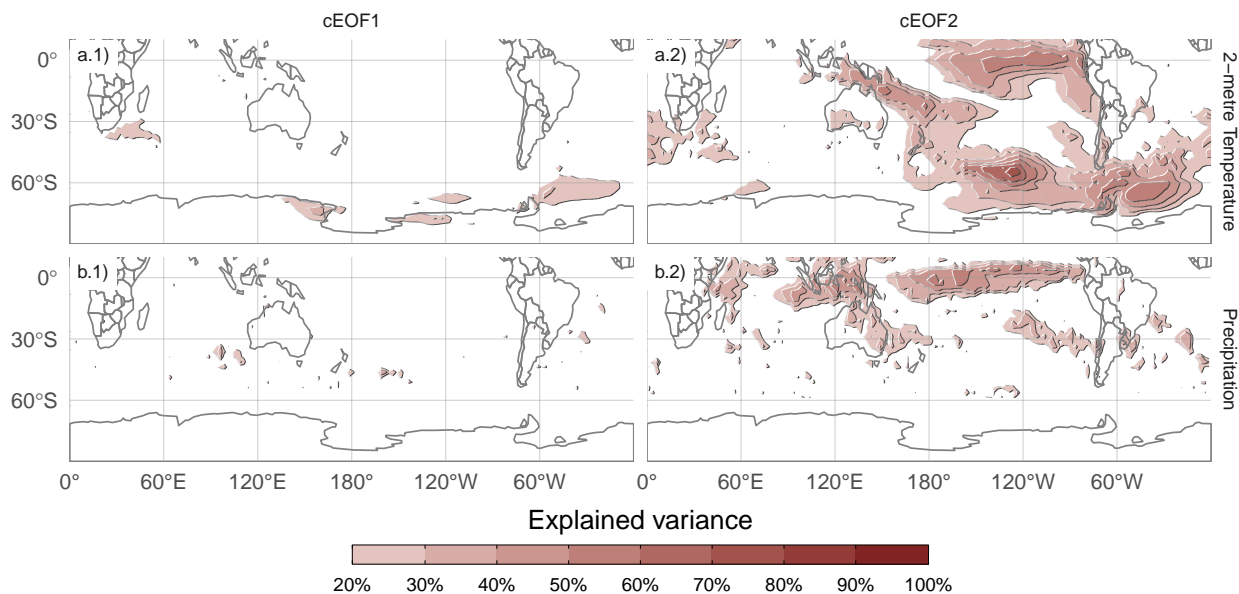 cEOF1 cEOF2
a.1) a.2)
0°
30°S
60°S
2−metre Temperature
b.1) b.2)
0°
30°S
60°S
Precipitation
0° 60°E 120°E 180° 120°W 60°W 0° 60°E 120°E 180° 120°W 60°W
Explained variance
20% 30% 40% 50% 60% 70% 80% 90% 100%